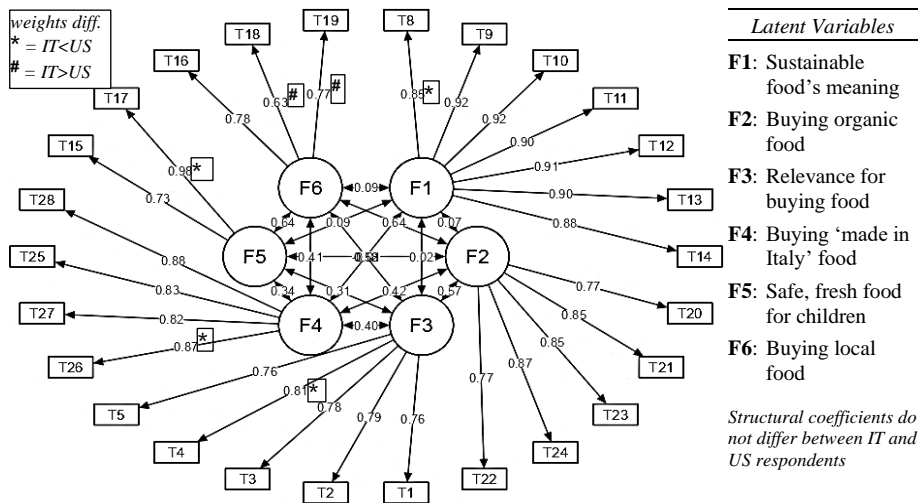 weights diff.
* = IT<US
# = IT>US
T19
T8
T18
T9
T16
T10
T17
T11
T15
T12
T28
T13
T25
T14
T27
T20
T26
T21
T5
T23
T4
T24
T3
T22
T2
T1
0.78
0.63 #
0.77 #
*
0.92
0.92
0.90
0.91
0.90
0.88
0.98 *
0.73
0.88
0.83
0.82
0.87 *
0.76
0.81 *
0.78
0.79
0.76
0.77
0.87
0.85
0.85
0.77
F6
F1
F5
F2
F4
F3
0.09
0.64
0.09
0.64
0.07
0.41
0.02
0.34
0.31
0.42
0.57
0.40
Latent Variables
F1: Sustainable
food's meaning
F2: Buying organic
food
F3: Relevance for
buying food
F4: Buying 'made in
Italy' food
F5: Safe, fresh food
for children
F6: Buying local
food
Structural coefficients do
not differ between IT and
US respondents